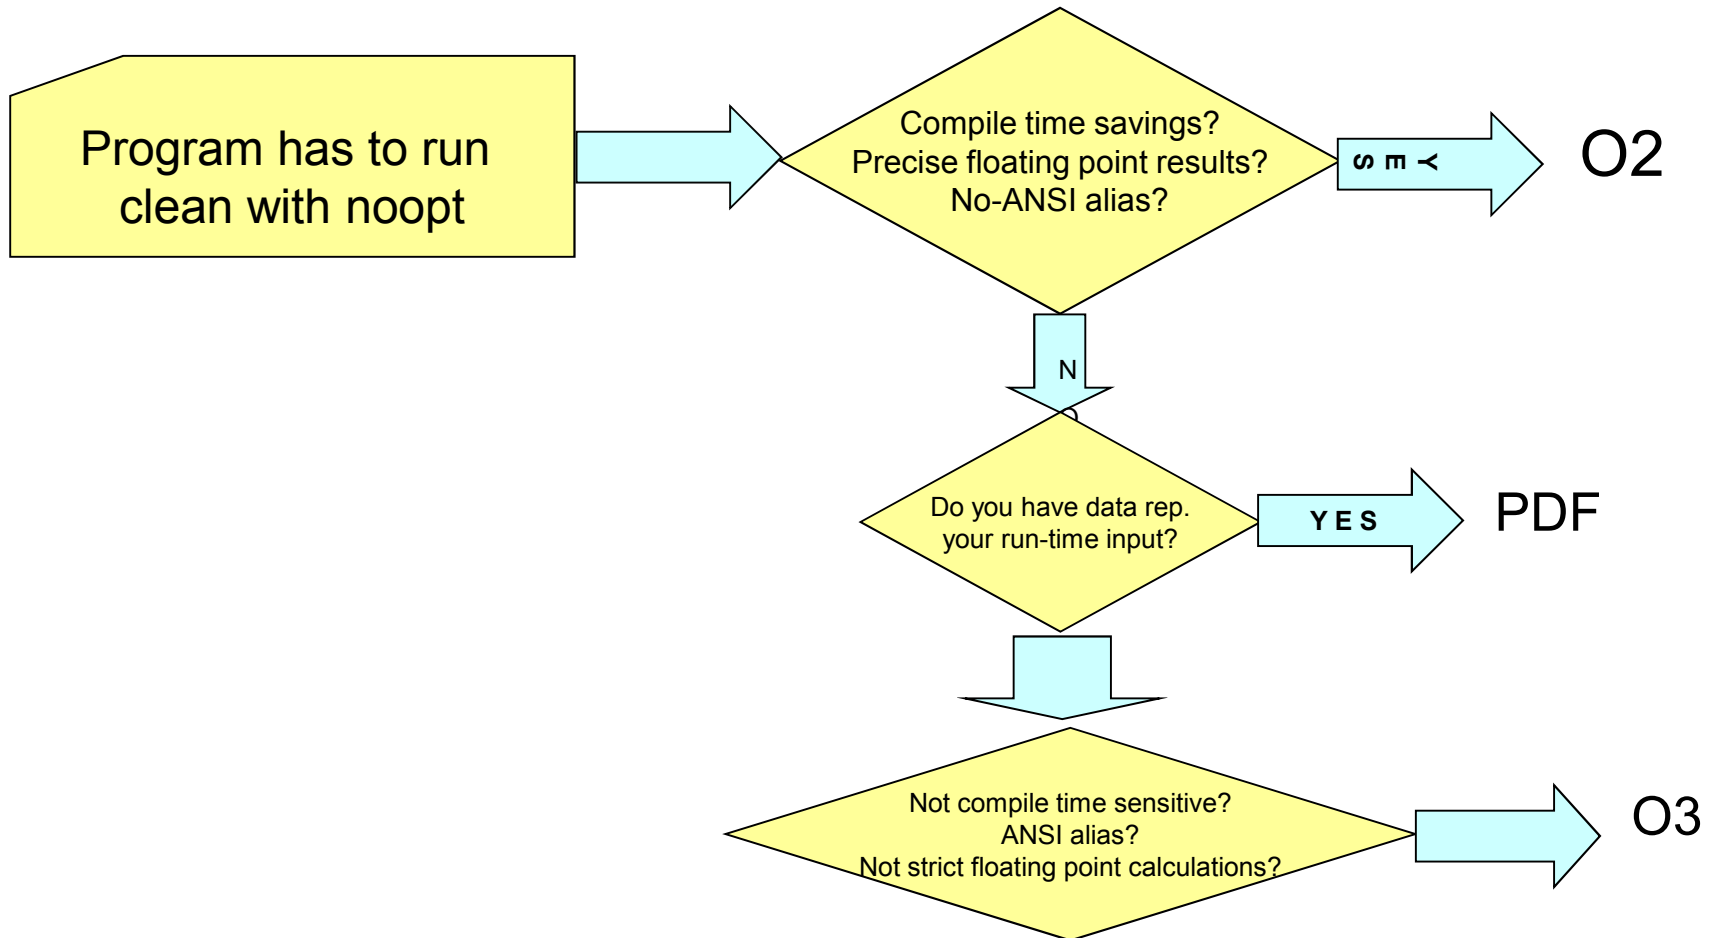 Program has to run
clean with noopt
Compile time savings?
Precise floating point results?
No-ANSI alias?
YES
O2
N
Do you have data rep.
your run-time input?
YES
PDF
Not compile time sensitive?
ANSI alias?
Not strict floating point calculations?
O3